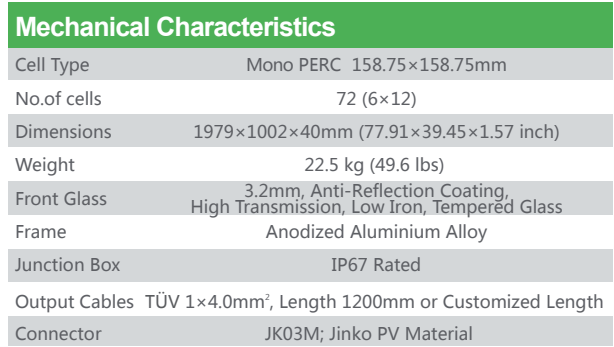 Mechanical Characteristics
Cell Type Mono PERC 158.75×158.75mm
No.of cells 72 (6×12)
Dimensions 1979×1002×40mm (77.91×39.45×1.57 inch)
Weight 22.5 kg (49.6 lbs)
Front Glass 3.2mm, Anti-Reflection Coating,
High Transmission, Low Iron, Tempered Glass
Frame Anodized Aluminium Alloy
Junction Box IP67 Rated
Output Cables TÜV 1×4.0mm², Length 1200mm or Customized Length
Connector JK03M; Jinko PV Material